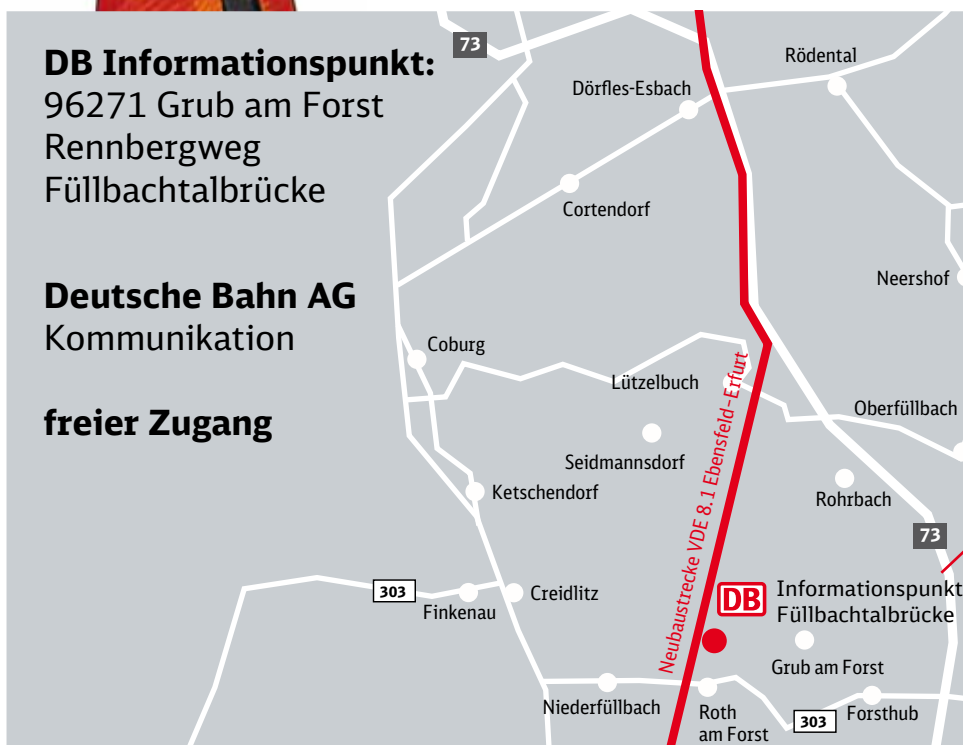 DB Informationspunkt:
96271 Grub am Forst
Rennbergweg
Füllbachtalbrücke
Deutsche Bahn AG
Kommunikation
freier Zugang
73
Rödental
Dörfles-Esbach
Cortendorf
Neershof
Coburg
Lützelbuch
Oberfüllbach
Seidmannsdorf
Ketschendorf
Rohrbach
Neubaustrecke VDE 8.1 Ebensfeld-Erfurt
73
303
Finkenau
Creidlitz
DB
Informationspunkt
Füllbachtalbrücke
Grub am Forst
Niederfüllbach
Roth
am Forst
303
Forsthub